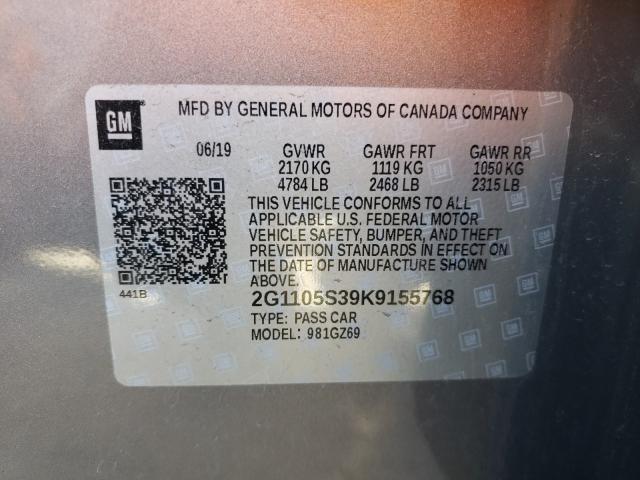 GM
MFD BY GENERAL MOTORS OF CANADA COMPANY
06/19 GVWR GAWR FRT GAWR RR
2170 KG 1119 KG 1050 KG
4784 LB 2468 LB 2315 LB
THIS VEHICLE CONFORMS TO ALL
APPLICABLE U.S. FEDERAL MOTOR
VEHICLE SAFETY, BUMPER, AND THEFT
PREVENTION STANDARDS IN EFFECT ON
THE DATE OF MANUFACTURE SHOWN
ABOVE.
441B
2G1105S39K9155768
TYPE: PASS CAR
MODEL: 981GZ69